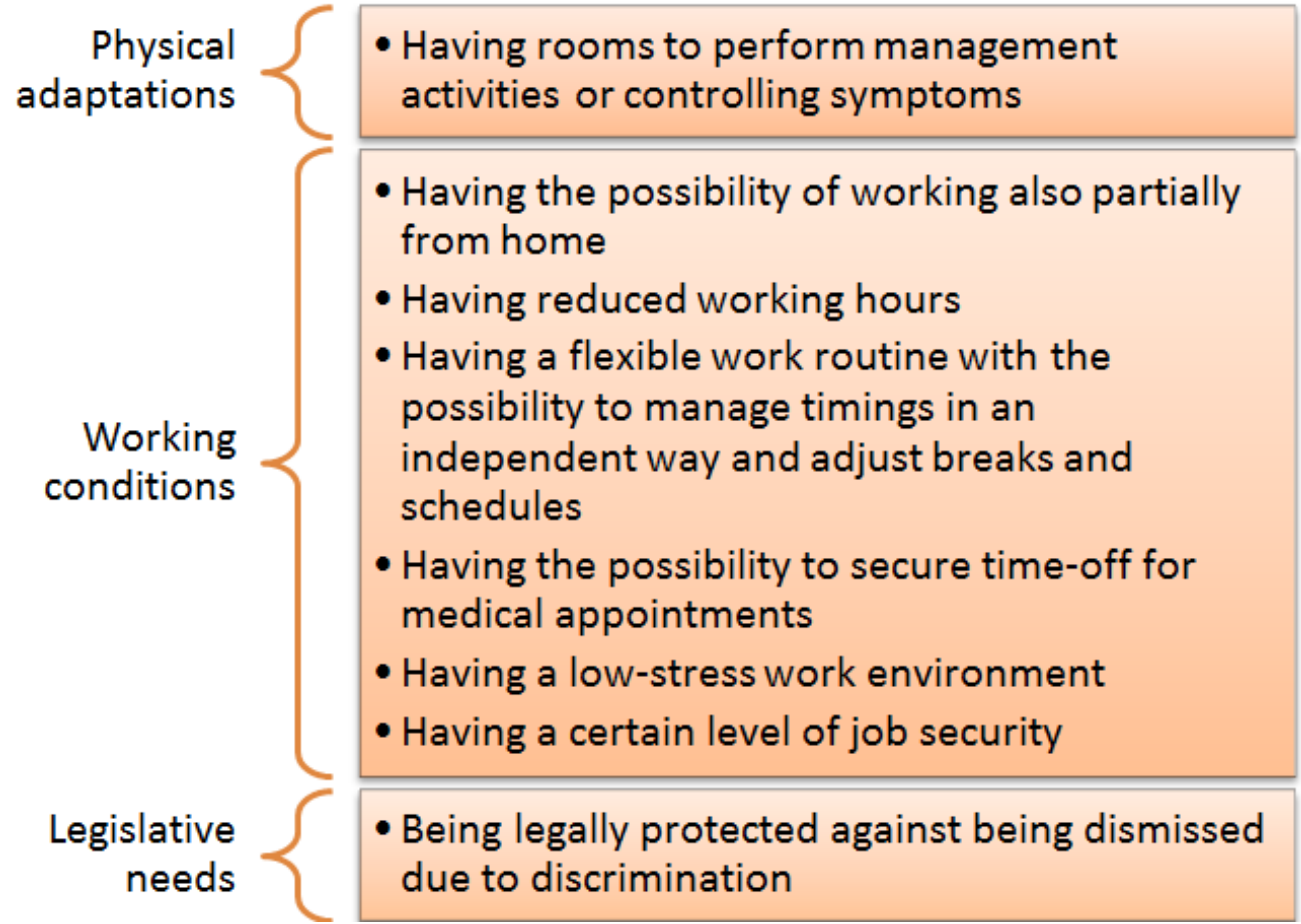 Physical
adaptations
• Having rooms to perform management
activities or controlling symptoms
Working
conditions
• Having the possibility of working also partially
from home
• Having reduced working hours
• Having a flexible work routine with the
possibility to manage timings in an
independent way and adjust breaks and
schedules
• Having the possibility to secure time-off for
medical appointments
• Having a low-stress work environment
• Having a certain level of job security
Legislative
needs
• Being legally protected against being dismissed
due to discrimination